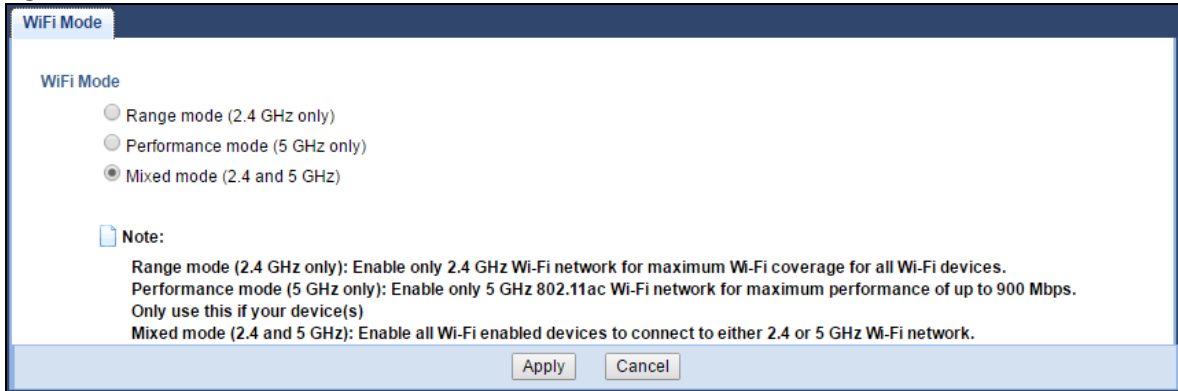 WiFi Mode
WiFi Mode
Range mode (2.4 GHz only)
Performance mode (5 GHz only)
Mixed mode (2.4 and 5 GHz)
Note:
Range mode (2.4 GHz only): Enable only 2.4 GHz Wi-Fi network for maximum Wi-Fi coverage for all Wi-Fi devices.
Performance mode (5 GHz only): Enable only 5 GHz 802.11ac Wi-Fi network for maximum performance of up to 900 Mbps.
Only use this if your device(s)
Mixed mode (2.4 and 5 GHz): Enable all Wi-Fi enabled devices to connect to either 2.4 or 5 GHz Wi-Fi network.
Apply Cancel